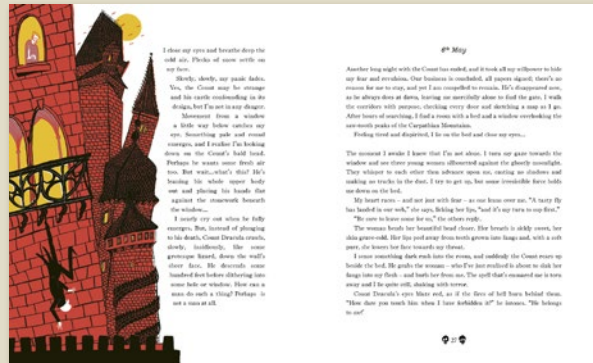 I close my eyes and breathe deep the
cold air. Flecks of snow settle on
my face.
Slowly, slowly, my panic fades.
Yes, the Count may be strange
and his castle confounding in its
design, but I'm not in any danger.
Movement from a window
a little way below catches my
eye. Something pale and round
emerges, and I realize I'm looking
down on the Count's bald head.
Perhaps he wants some fresh air
too. But wait...what's this? He's
leaning his whole upper body
out and placing his hands flat
against the stonework beneath
the window...
I nearly cry out when he fully
emerges. But, instead of plunging
to his death, Count Dracula crawls,
slowly, insidiously, like some
grotesque lizard, down the wall's
sheer face. He descends some
hundred feet before slithering into
some hole or window. How can a
man do such a thing? Perhaps he is
not a man at all.
6th May
Another long night with the Count has ended, and it took all my willpower to hide
my fear and revulsion. Our business is concluded, all papers signed; there's no
reason for me to stay, and yet I am compelled to remain. He's disappeared now,
as he always does at dawn, leaving me mercifully alone to fuel the gate. I walk
the corridors with purpose, checking every door and sketching a map as I go.
After hours of searching, I find a room with a bed and a window overlooking the
saw-tooth peaks of the Carpathian Mountains.
Feeling tired and dispirited, I lie on the bed and close my eyes...
The moment I awake I know that I'm not alone. I turn my gaze towards the
window and see three young women silhouetted against the ghostly moonlight.
They whisper to each other then advance upon me, casting no shadows and
making no tracks in the dust. I try to get up, but some irresistible force holds
me down on the bed.
My heart races – and not just with fear – as one leans over me. "A tasty fly
has landed in our web," she says, licking her lips, "and it's my turn to sup first."
"Be sure to leave some for us," the others reply.
The woman bends her beautiful head closer. Her breath is sickly sweet, her
skin grave-cold. Her lips peel away from teeth grown into fangs and, with a soft
purr, she lowers her face towards my throat.
I sense something dark rush into the room, and suddenly the Count rears up
beside the bed. He grabs the woman – who I've just realized is about to sink her
fangs into my flesh – and hurls her from me. The spell that's ensnared me is torn
away and I lie quite still, shaking with terror.
Count Dracula's eyes blaze red, as if the fires of hell burn behind them.
"How dare you touch him when I have forbidden it!" he intones. "He belongs
to me!"
27